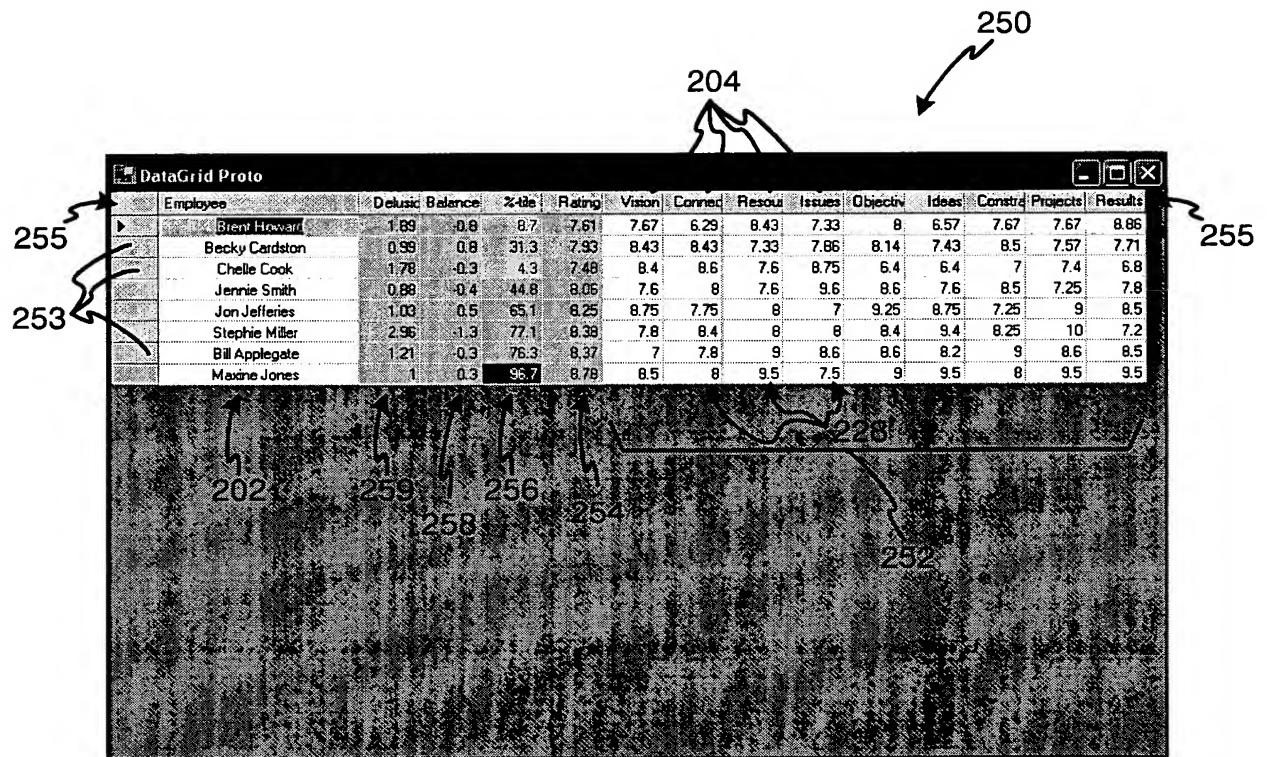 250
204
DataGrid Proto
Employee Delusic Balance %-tile Rating Vision Connec Resour Issues Objectiv Ideas Constra Projects Results
Brent Howard 1.89 -0.8 8.7 7.61 7.67 6.29 8.43 7.33 8 6.57 7.67 7.67 8.86
Becky Cardston 0.99 0.8 31.3 7.93 8.43 8.43 7.33 7.86 8.14 7.43 8.5 7.57 7.71
Chelle Cook 1.78 -0.3 4.3 7.48 8.4 8.6 7.6 8.75 6.4 6.4 7 7.4 6.8
Jennie Smith 0.88 -0.4 44.8 8.06 7.6 8 7.6 9.6 8.6 7.6 8.5 7.25 7.8
Jon Jefferies 1.03 0.5 65.1 8.25 8.75 7.75 8 7 9.25 8.75 7.25 9 8.5
Stephie Miller 2.96 -1.3 77.1 8.38 7.8 8.4 8 8 8.4 9.4 8.25 10 7.2
Bill Applegate 1.21 -0.3 76.3 8.37 7 7.8 9 8.6 8.6 8.2 9 8.6 8.5
Maxine Jones 1 0.3 96.7 8.78 8.5 8 9.5 7.5 9 9.5 8 9.5 9.5
255
255
253
228
202
259
256
254
258
252